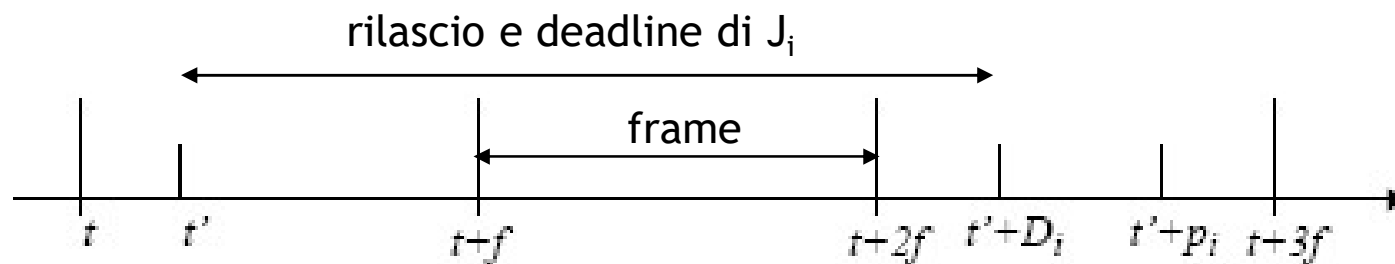 rilascio e deadline di Jᵢ
frame
t t' t+f t+2f t'+Dᵢ t'+pᵢ t+3f